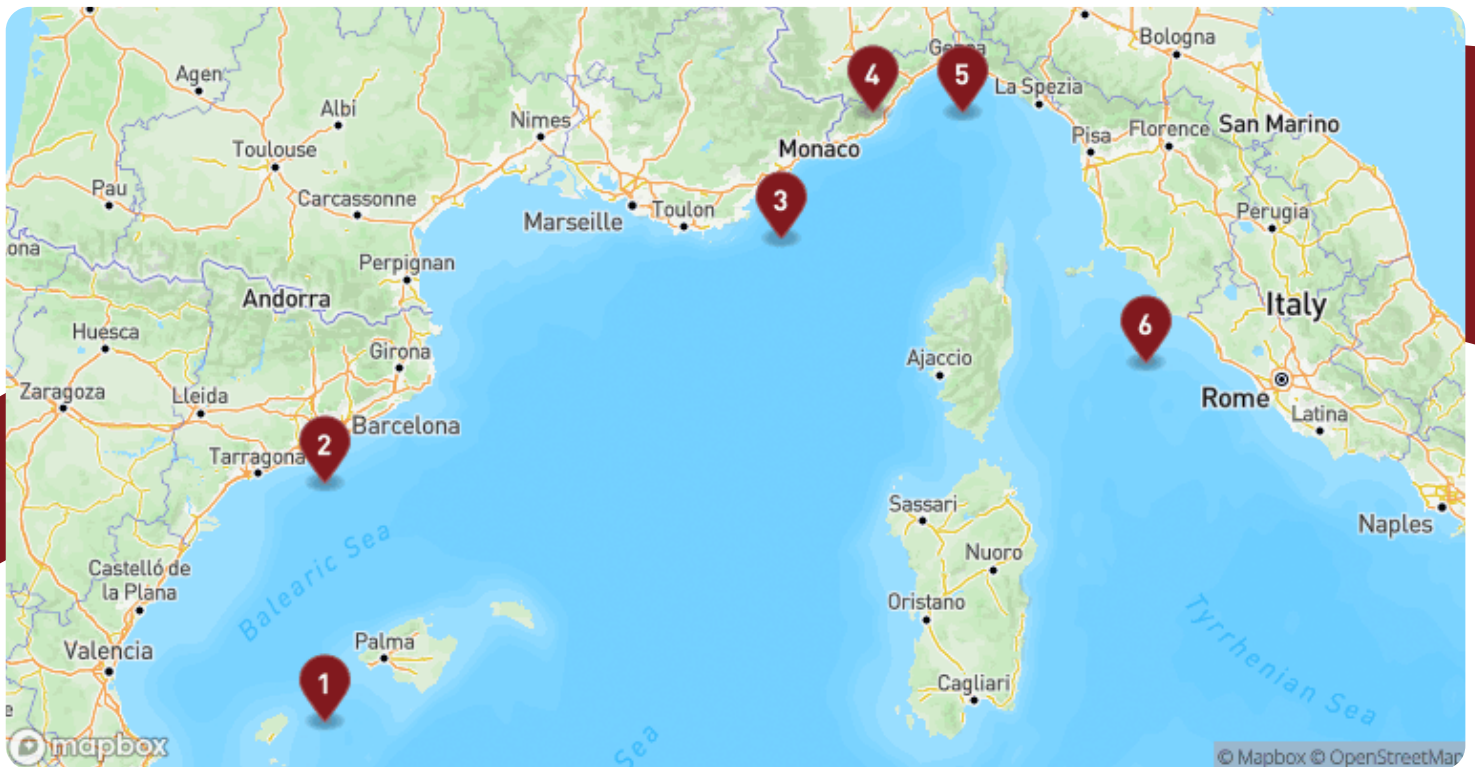 Bologna
Genoa
Agen
4
5
La Spezia
Albi
Nimes
San Marino
Pisa
Florence
Toulouse
Monaco
Pau
Carcassonne
3
Marseille
Toulon
Perugia
ona
Perpignan
Andorra
Italy
Huesca
6
Girona
Ajaccio
Zaragoza
Lleida
Rome
Latina
Barcelona
2
Tarragona
Sassari
Naples
Balearic Sea
Nuoro
Castelló de
la Plana
Oristano
Tyrrhenian Sea
Palma
Valencia
1
Cagliari
e
Sea
mapbox
© Mapbox © OpenStreetMap